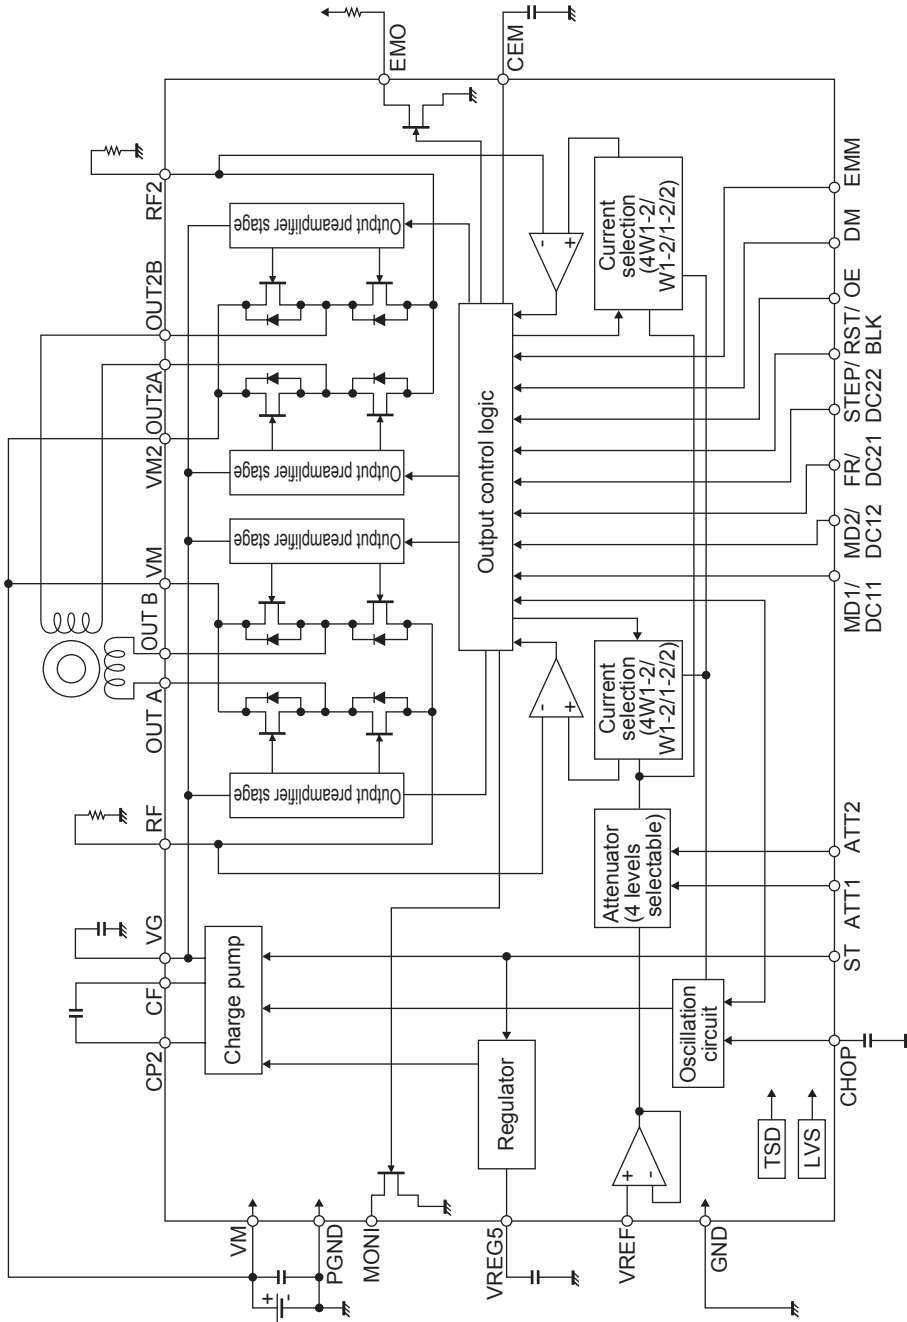 EMO
CEM
RF2
OUT2B
OUT2A
VM2
VM
OUT B
OUT A
RF
VG
CF
CP2
Output preamplifier stage
Output preamplifier stage
Output preamplifier stage
Output preamplifier stage
Output control logic
-
+
-
+
Current
selection
(4W1-2/
W1-2/1-2/2)
Current
selection
(4W1-2/
W1-2/1-2/2)
Attenuator
(4 levels
selectable)
Charge pump
Regulator
Oscillation
circuit
+
-
TSD
LVS
EMM
DM
OE
RST/
BLK
STEP/
DC22
FR/
DC21
MD2/
DC12
MD1/
DC11
ATT2
ATT1
ST
CHOP
VM
PGND
MONI
VREG5
VREF
GND
+
-